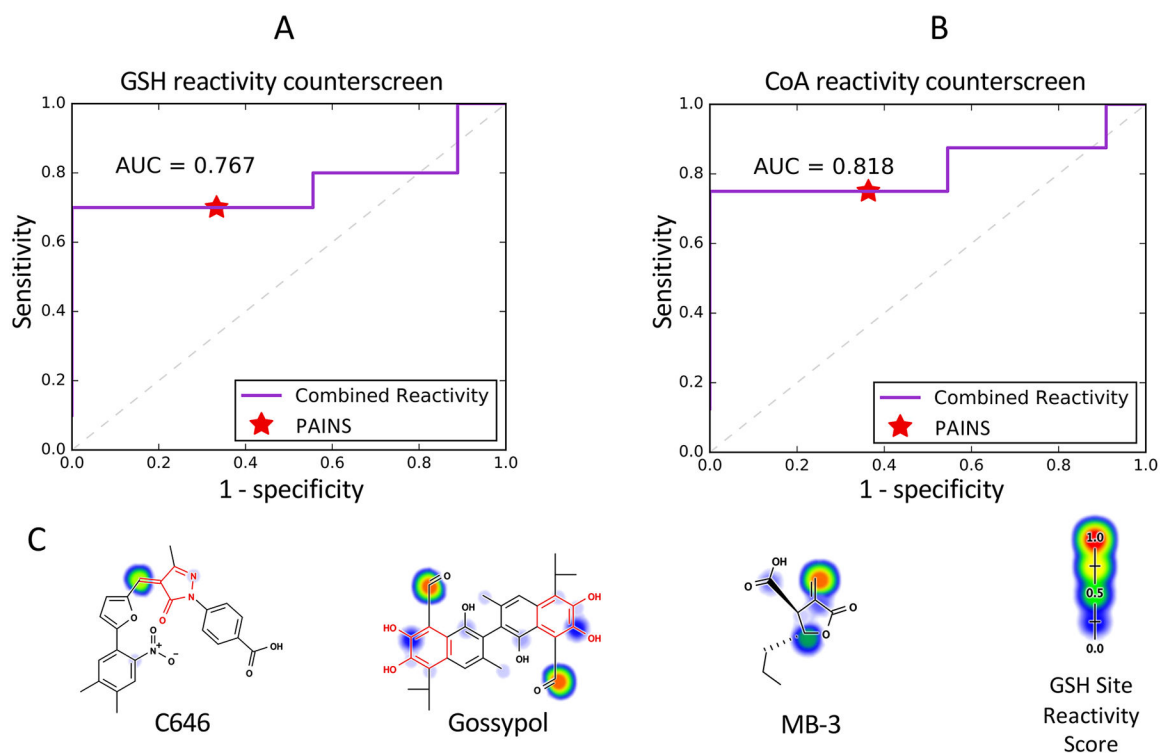 A
GSH reactivity counterscreen
1.0
0.8
0.6
0.4
0.2
0.0
Sensitivity
AUC = 0.767
Combined Reactivity
PAINS
0.0 0.2 0.4 0.6 0.8 1.0
1 - specificity
B
CoA reactivity counterscreen
1.0
0.8
0.6
0.4
0.2
0.0
Sensitivity
AUC = 0.818
Combined Reactivity
PAINS
0.0 0.2 0.4 0.6 0.8 1.0
1 - specificity
C
N
N
O
O
O
N+
O
O−
OH
O
C646
O
OH
HO
HO
OH
OH
OH
O
Gossypol
OH
O
O
O
MB-3
1.0
0.5
0.0
GSH Site
Reactivity
Score